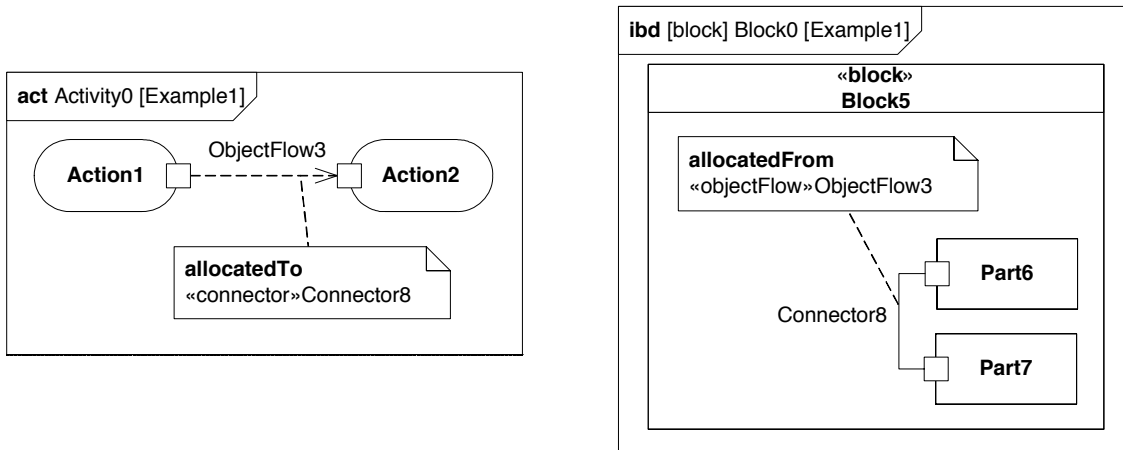 act Activity0 [Example1]
ObjectFlow3
Action1
Action2
allocatedTo
«connector»Connector8
ibd [block] Block0 [Example1]
«block»
Block5
allocatedFrom
«objectFlow»ObjectFlow3
Part6
Connector8
Part7